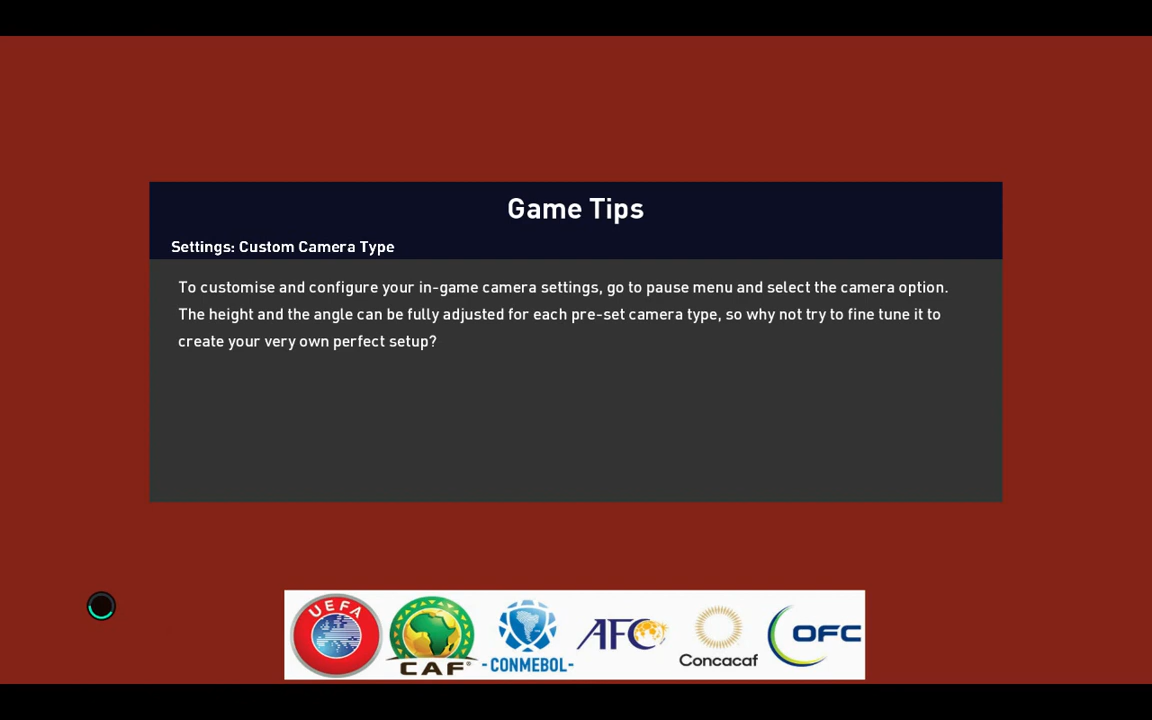 Game Tips
Settings: Custom Camera Type
To customise and configure your in-game camera settings, go to pause menu and select the camera option.
The height and the angle can be fully adjusted for each pre-set camera type, so why not try to fine tune it to
create your very own perfect setup?
UEFA
CAF®
-CONMEBOL-
AFC
Concacaf
OFC